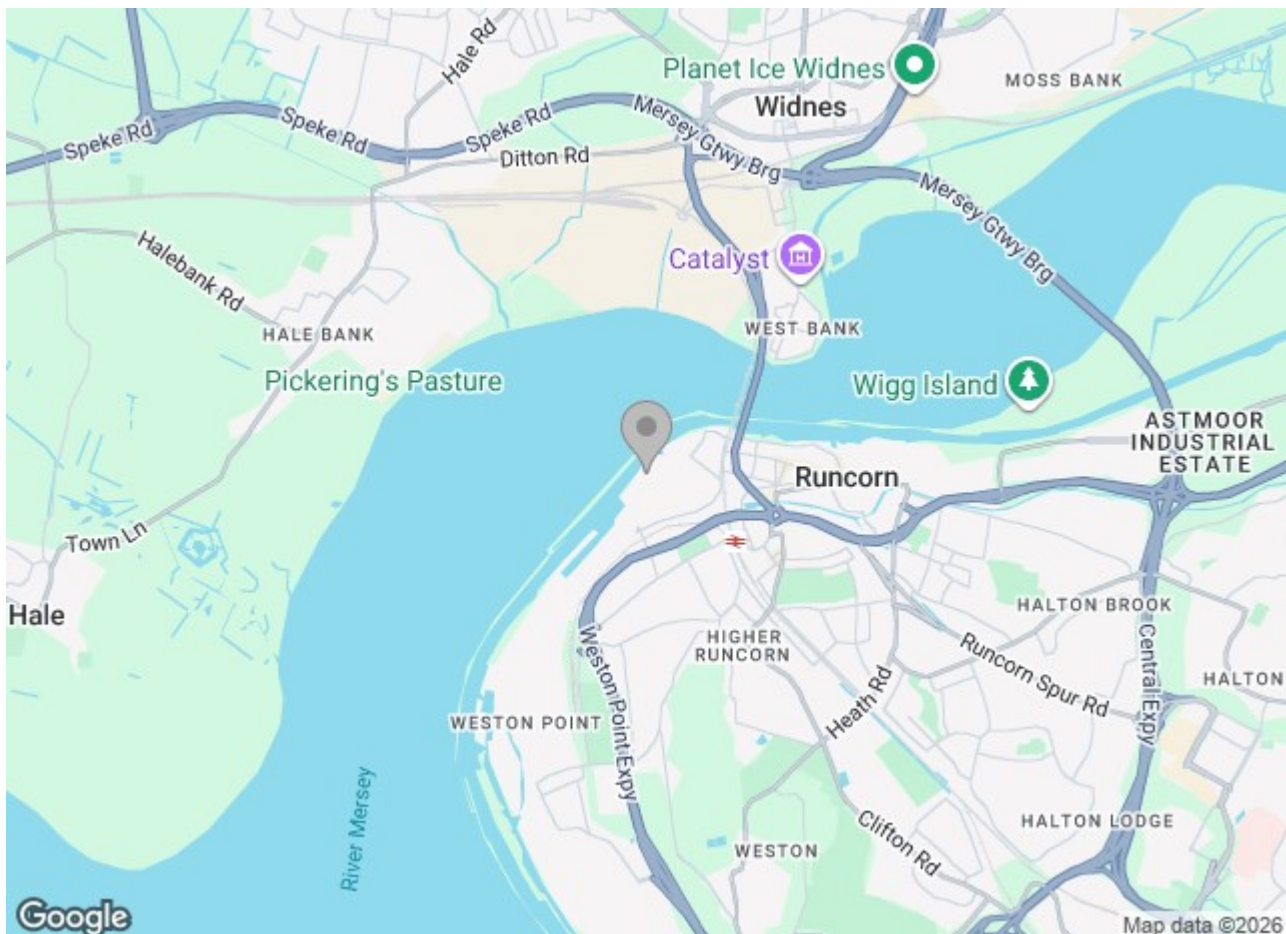 Hale Rd
Planet Ice Widnes
Widnes
MOSS BANK
Speke Rd
Speke Rd
Speke Rd
Mersey Gtwy Brg
Ditton Rd
Mersey Gtwy Brg
Halebank Rd
Catalyst
HALE BANK
WEST BANK
Pickering's Pasture
Wigg Island
ASTMOOR
INDUSTRIAL
ESTATE
Runcorn
Town Ln
Hale
HALTON BROOK
HIGHER
RUNCORN
Weston Point Expy
Heath Rd
Runcorn Spur Rd
Central Expy
HALTON
WESTON POINT
River Mersey
Clifton Rd
HALTON LODGE
WESTON
Google
Map data ©2026